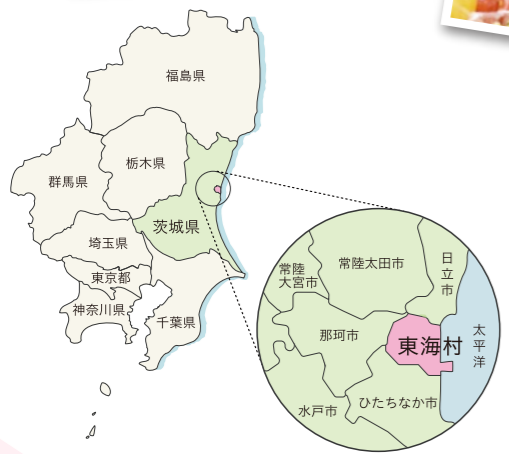 福島県
栃木県
群馬県
茨城県
埼玉県
東京都
神奈川県
千葉県
常陸
大宮市
常陸太田市
日立市
那珂市
東海村
太平洋
水戸市
ひたちなか市